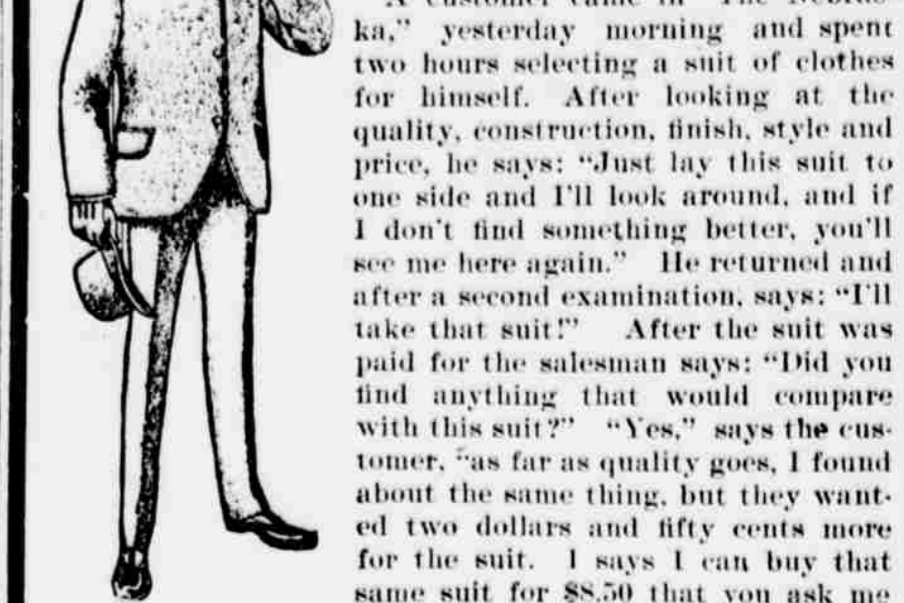 A customer came in "The Nebras-
ka," yesterday morning and spent
two hours selecting a suit of clothes
for himself. After looking at the
quality, construction, finish, style and
price, he says: "Just lay this suit to
one side and I'll look around, and if
I don't find something better, you'll
see me here again." He returned and
after a second examination, says: "I'll
take that suit!" After the suit was
paid for the salesman says: "Did you
find anything that would compare
with this suit?" "Yes," says the cus-
tomer, "as far as quality goes, I found
about the same thing, but they want-
ed two dollars and fifty cents more
for the suit. I says I can buy that
same suit for $8.50 that you ask me